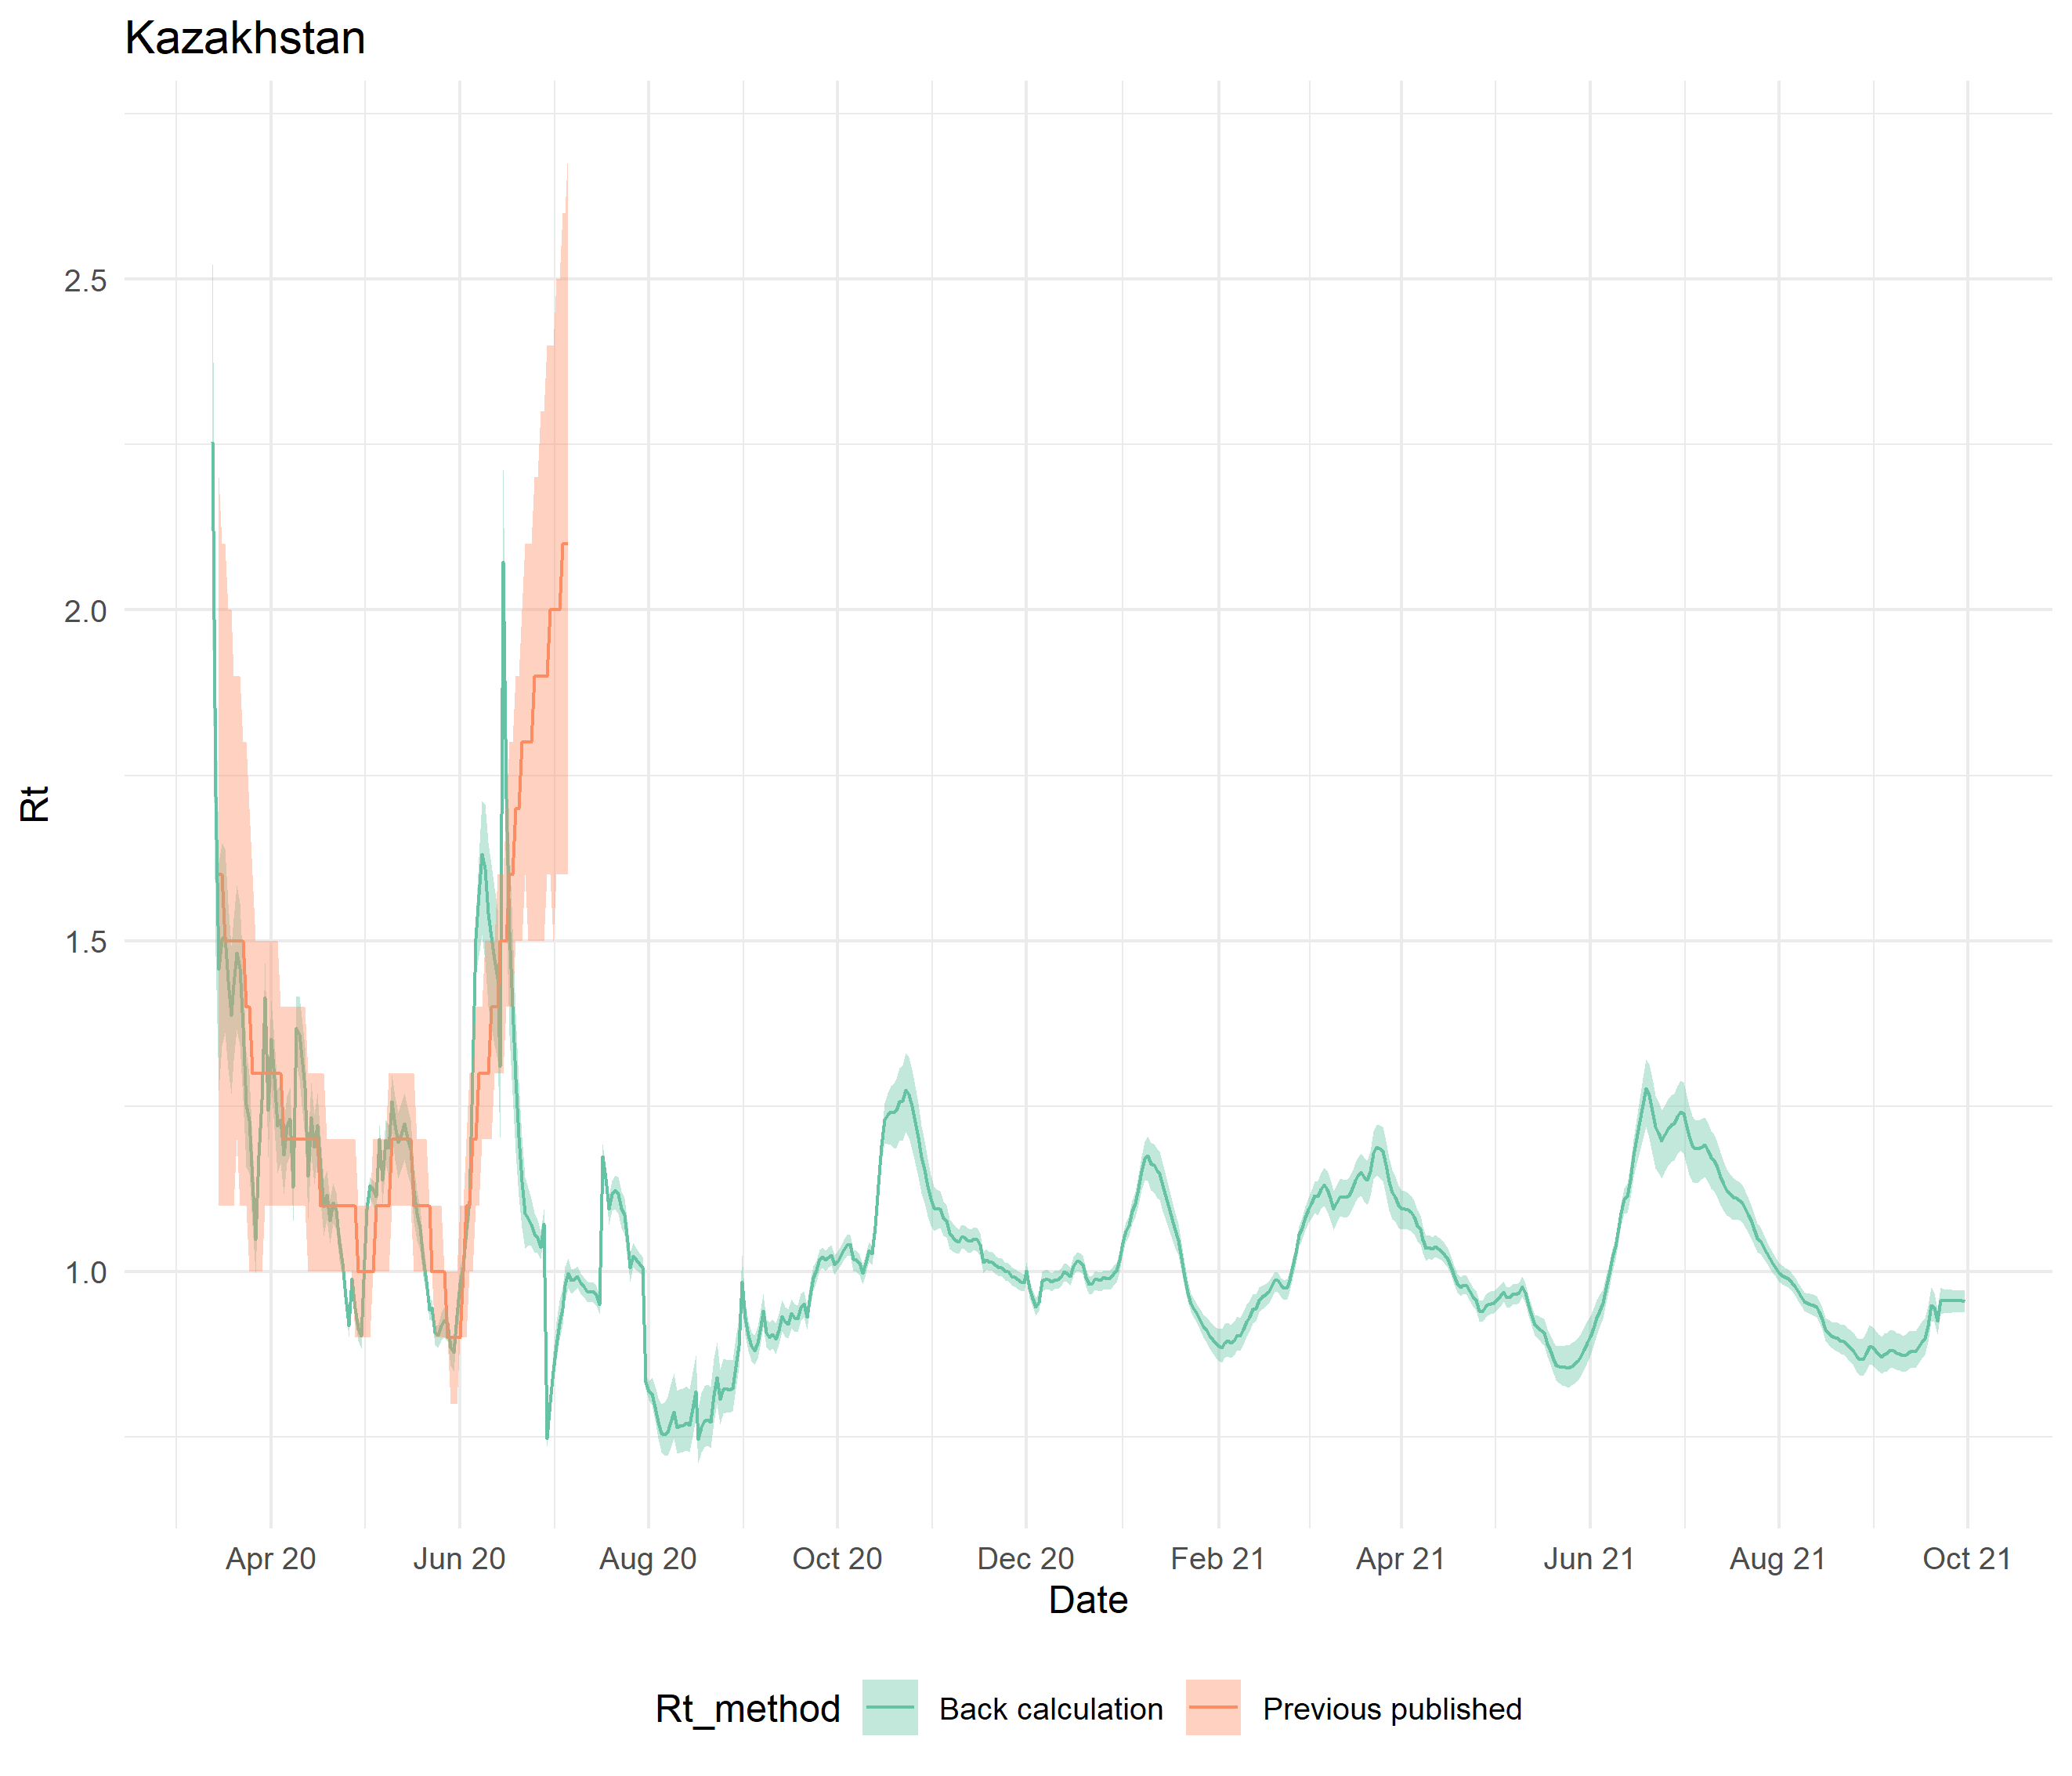 Kazakhstan
Rt
2.5
2.0
1.5
1.0
Apr 20 Jun 20 Aug 20 Oct 20 Dec 20 Feb 21 Apr 21 Jun 21 Aug 21 Oct 21
Date
Rt_method Back calculation Previous published